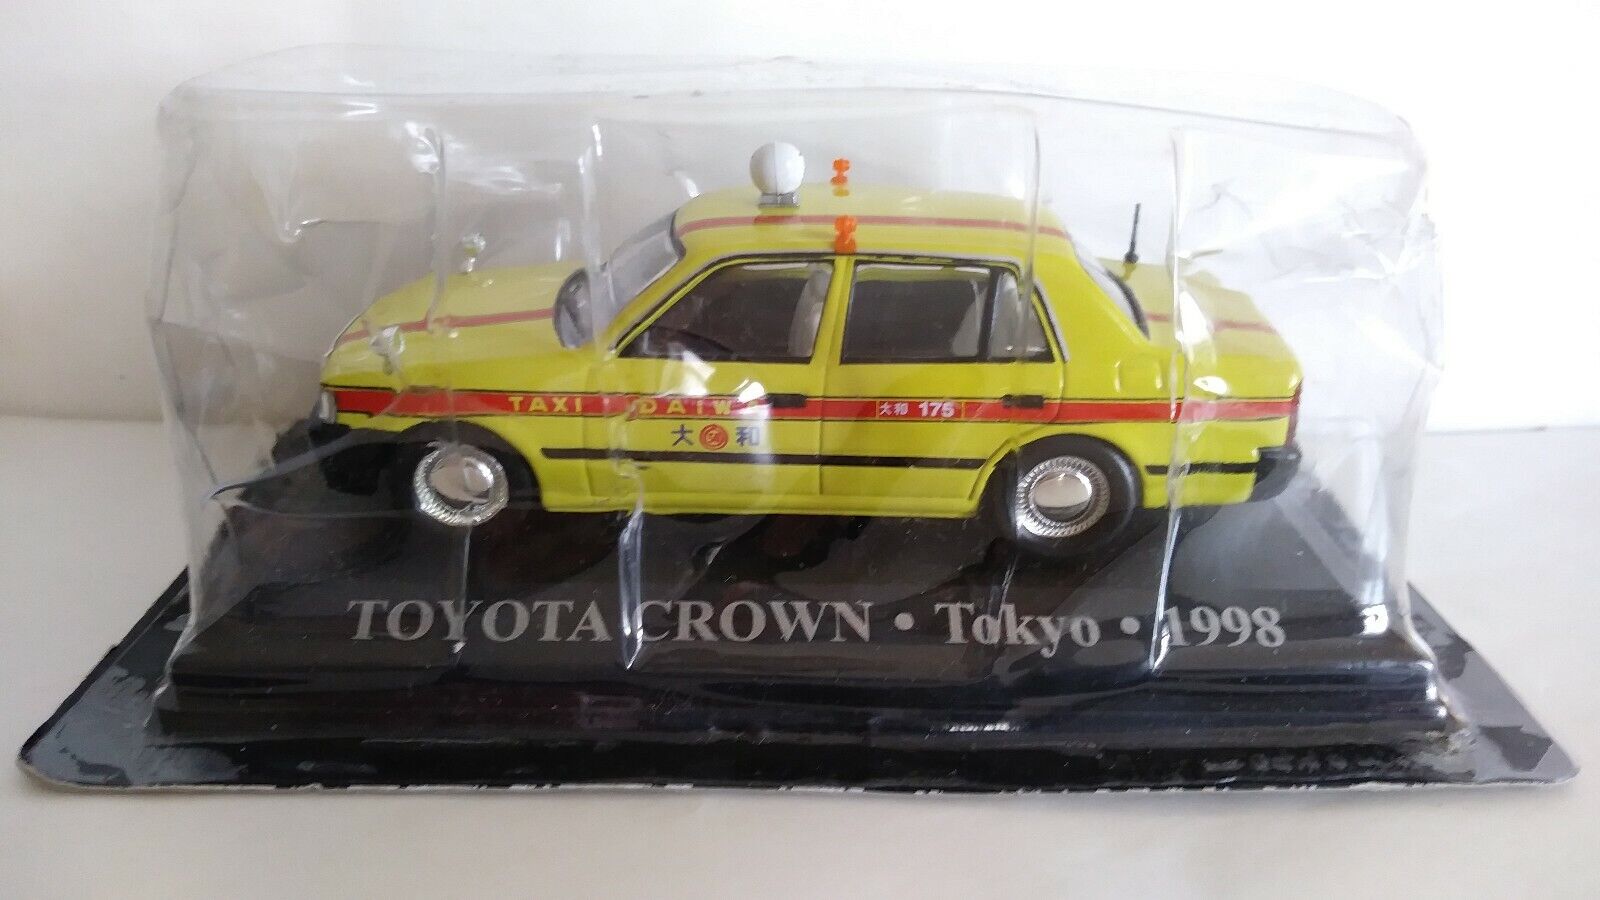 TAXI DAIWA
大和 175
大 和
TOYOTA CROWN • Tokyo • 1998